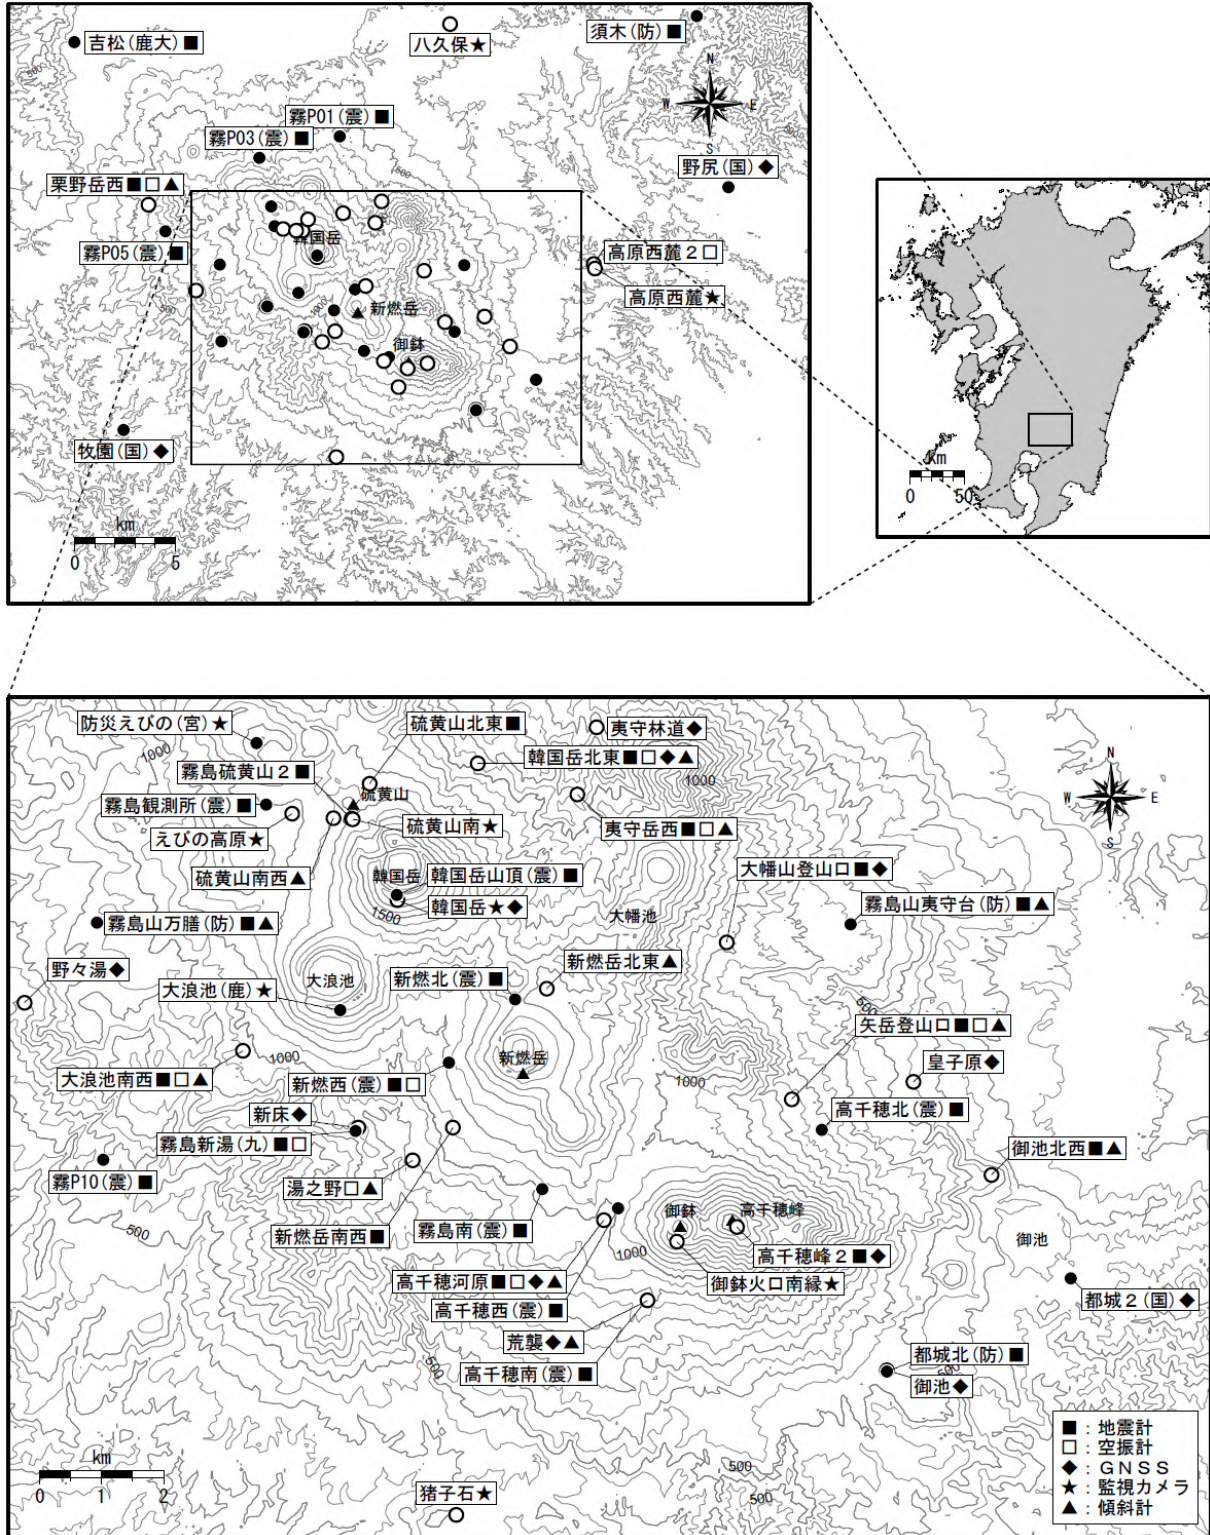 吉松(鹿大)■
八久保★
須木(防)■
N
W E
S
霧P01(震)■
霧P03(震)■
野尻(国)◆
栗野岳西■□▲
霧P05(震)■
韓国岳
高原西麓2□
高原西麓★
新燃岳
御鉢
牧園(国)◆
500
500
500
1000
km
0 5
km
0 50
防災えびの(宮)★
硫黄山北東■
夷守林道◆
韓国岳北東■□◆▲
霧島硫黄山2■
硫黄山
1000
1000
N
W E
S
霧島観測所(震)■
硫黄山南★
夷守岳西■□▲
えびの高原★
硫黄山南西▲
韓国岳
韓国岳山頂(震)■
韓国岳★◆
1500
大幡山登山口■◆
大幡池
霧島山万膳(防)■▲
霧島山夷守台(防)■▲
野々湯◆
大浪池
新燃北(震)■
新燃岳北東▲
大浪池(鹿)★
500
矢岳登山口■□▲
1000
新燃岳
皇子原◆
大浪池南西■□▲
新燃西(震)■□
1000
高千穂北(震)■
新床◆
霧島新湯(九)■□
御池北西■▲
霧P10(震)■
湯之野□▲
500
新燃岳南西■
霧島南(震)■
御鉢
高千穂峰
御池
1000
高千穂峰2■◆
高千穂河原■□◆▲
御鉢火口南縁★
高千穂西(震)■
都城2(国)◆
荒襲◆▲
高千穂南(震)■
都城北(防)■
500
500
御池◆
km
0 1 2
猪子石★
500
500
■:地震計
□:空振計
◆:GNSS
★:監視カメラ
▲:傾斜計